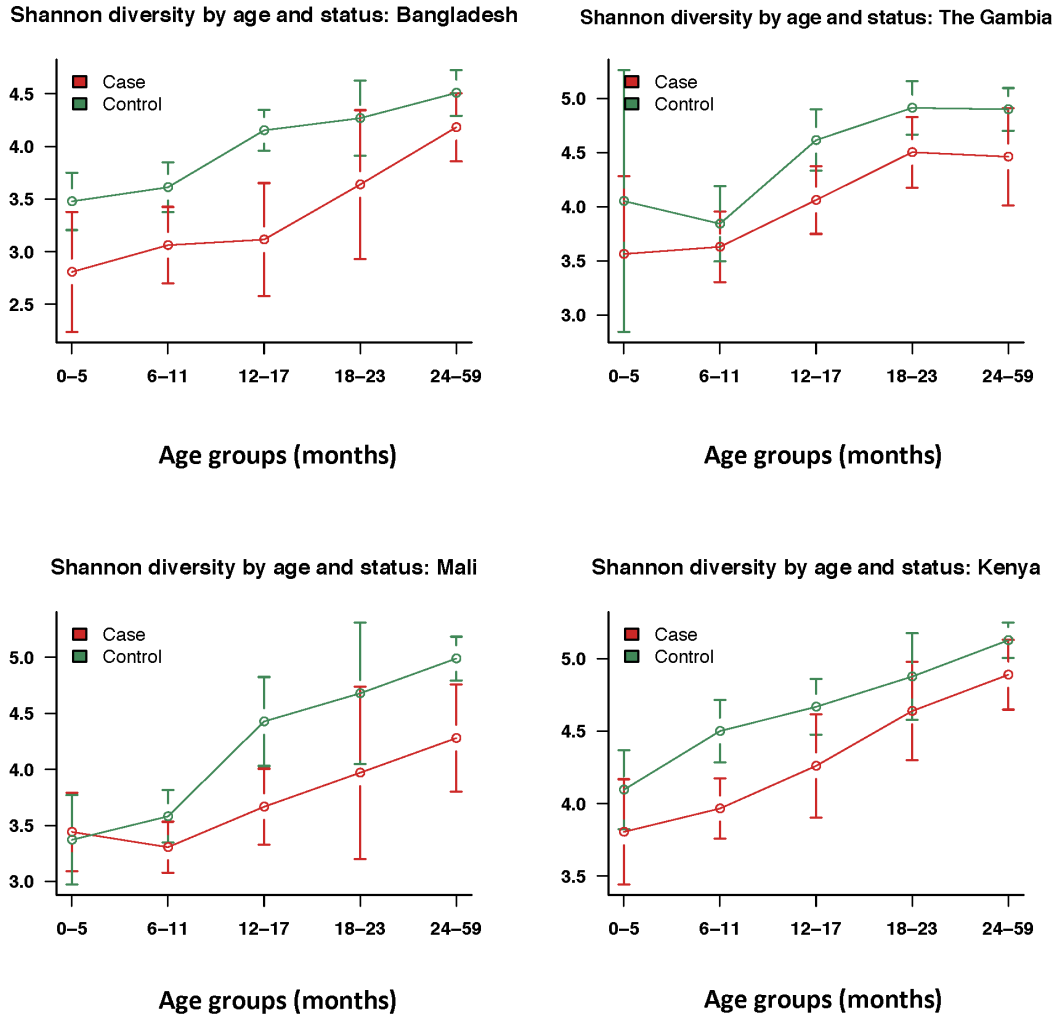 Shannon diversity by age and status: Bangladesh
Case
Control
4.5
4.0
3.5
3.0
2.5
0–5 6–11 12–17 18–23 24–59
Age groups (months)
Shannon diversity by age and status: The Gambia
Case
Control
5.0
4.5
4.0
3.5
3.0
0–5 6–11 12–17 18–23 24–59
Age groups (months)
Shannon diversity by age and status: Mali
Case
Control
5.0
4.5
4.0
3.5
3.0
0–5 6–11 12–17 18–23 24–59
Age groups (months)
Shannon diversity by age and status: Kenya
Case
Control
5.0
4.5
4.0
3.5
0–5 6–11 12–17 18–23 24–59
Age groups (months)